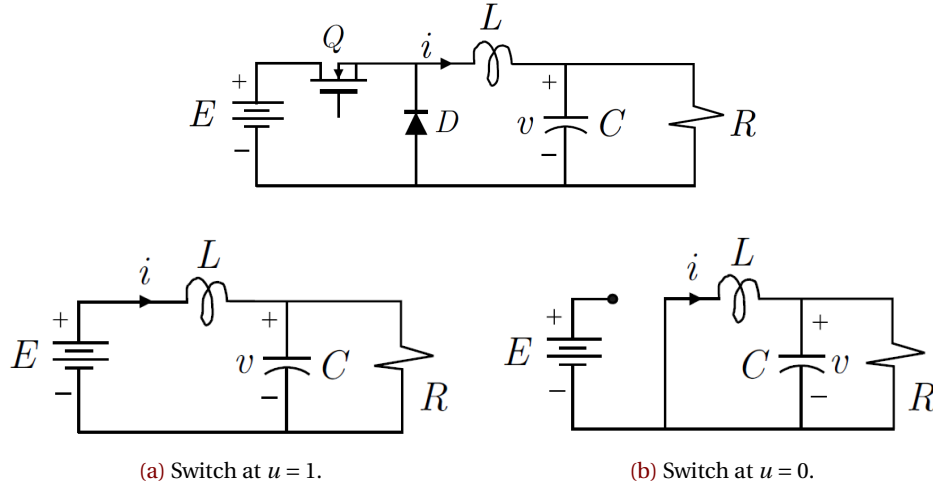 L
Q
i
+
E
−
D
+
v
C
−
R
L
i
+
E
−
+
v
C
−
R
L
i
+
E
−
+
C
v
−
R
(a) Switch at u = 1.
(b) Switch at u = 0.